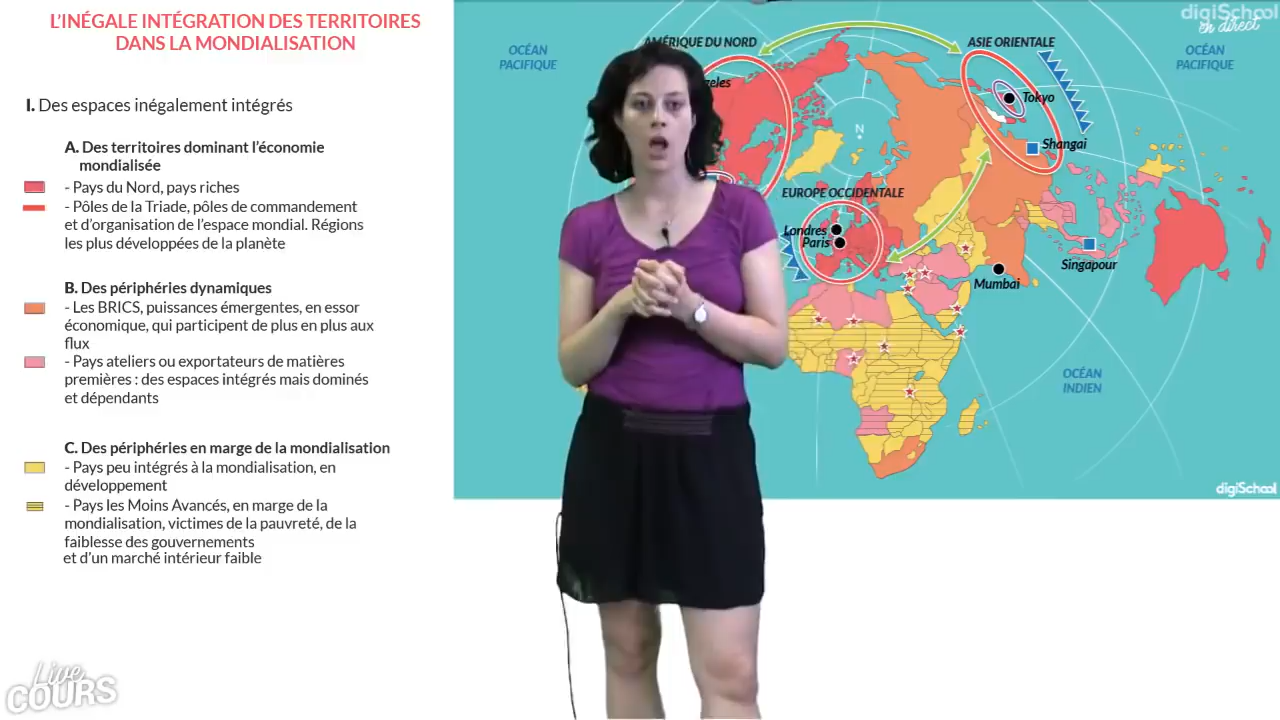 L'INÉGALE INTÉGRATION DES TERRITOIRES
DANS LA MONDIALISATION
I. Des espaces inégalement intégrés
A. Des territoires dominant l'économie
mondialisée
- Pays du Nord, pays riches
- Pôles de la Triade, pôles de commandement
et d'organisation de l'espace mondial. Régions
les plus développées de la planète
B. Des périphéries dynamiques
- Les BRICS, puissances émergentes, en essor
économique, qui participent de plus en plus aux
flux
- Pays ateliers ou exportateurs de matières
premières : des espaces intégrés mais dominés
et dépendants
C. Des périphéries en marge de la mondialisation
- Pays peu intégrés à la mondialisation, en
développement
- Pays les Moins Avancés, en marge de la
mondialisation, victimes de la pauvreté, de la
faiblesse des gouvernements
et d'un marché intérieur faible
Live
COURS
digiSchool
en direct
OCÉAN
PACIFIQUE
AMÉRIQUE DU NORD
ASIE ORIENTALE
OCÉAN
PACIFIQUE
Tokyo
Shangai
EUROPE OCCIDENTALE
Londres
Paris
Singapour
Mumbai
N
OCÉAN
INDIEN
digiSchool